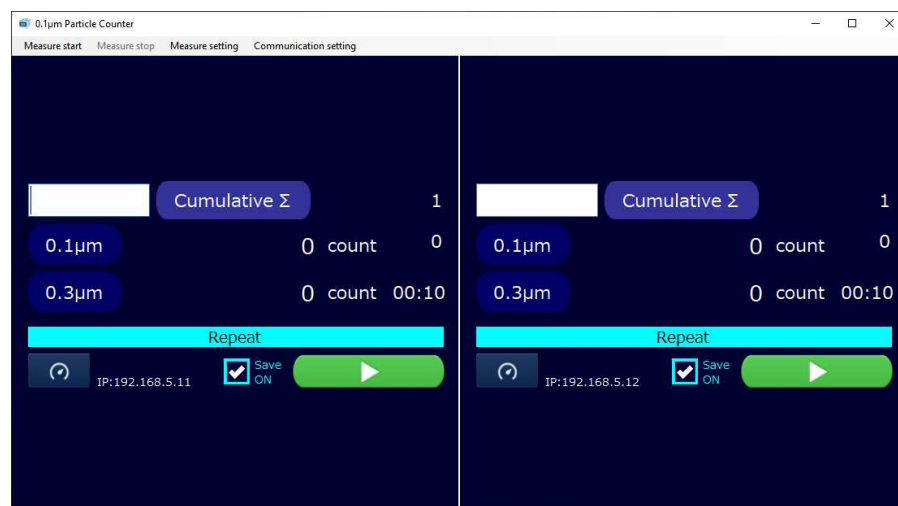 0.1µm Particle Counter
Measure start Measure stop Measure setting Communication setting
Cumulative Σ 1
0.1µm 0 count 0
0.3µm 0 count 00:10
Repeat
IP:192.168.5.11 Save ON
Cumulative Σ 1
0.1µm 0 count 0
0.3µm 0 count 00:10
Repeat
IP:192.168.5.12 Save ON